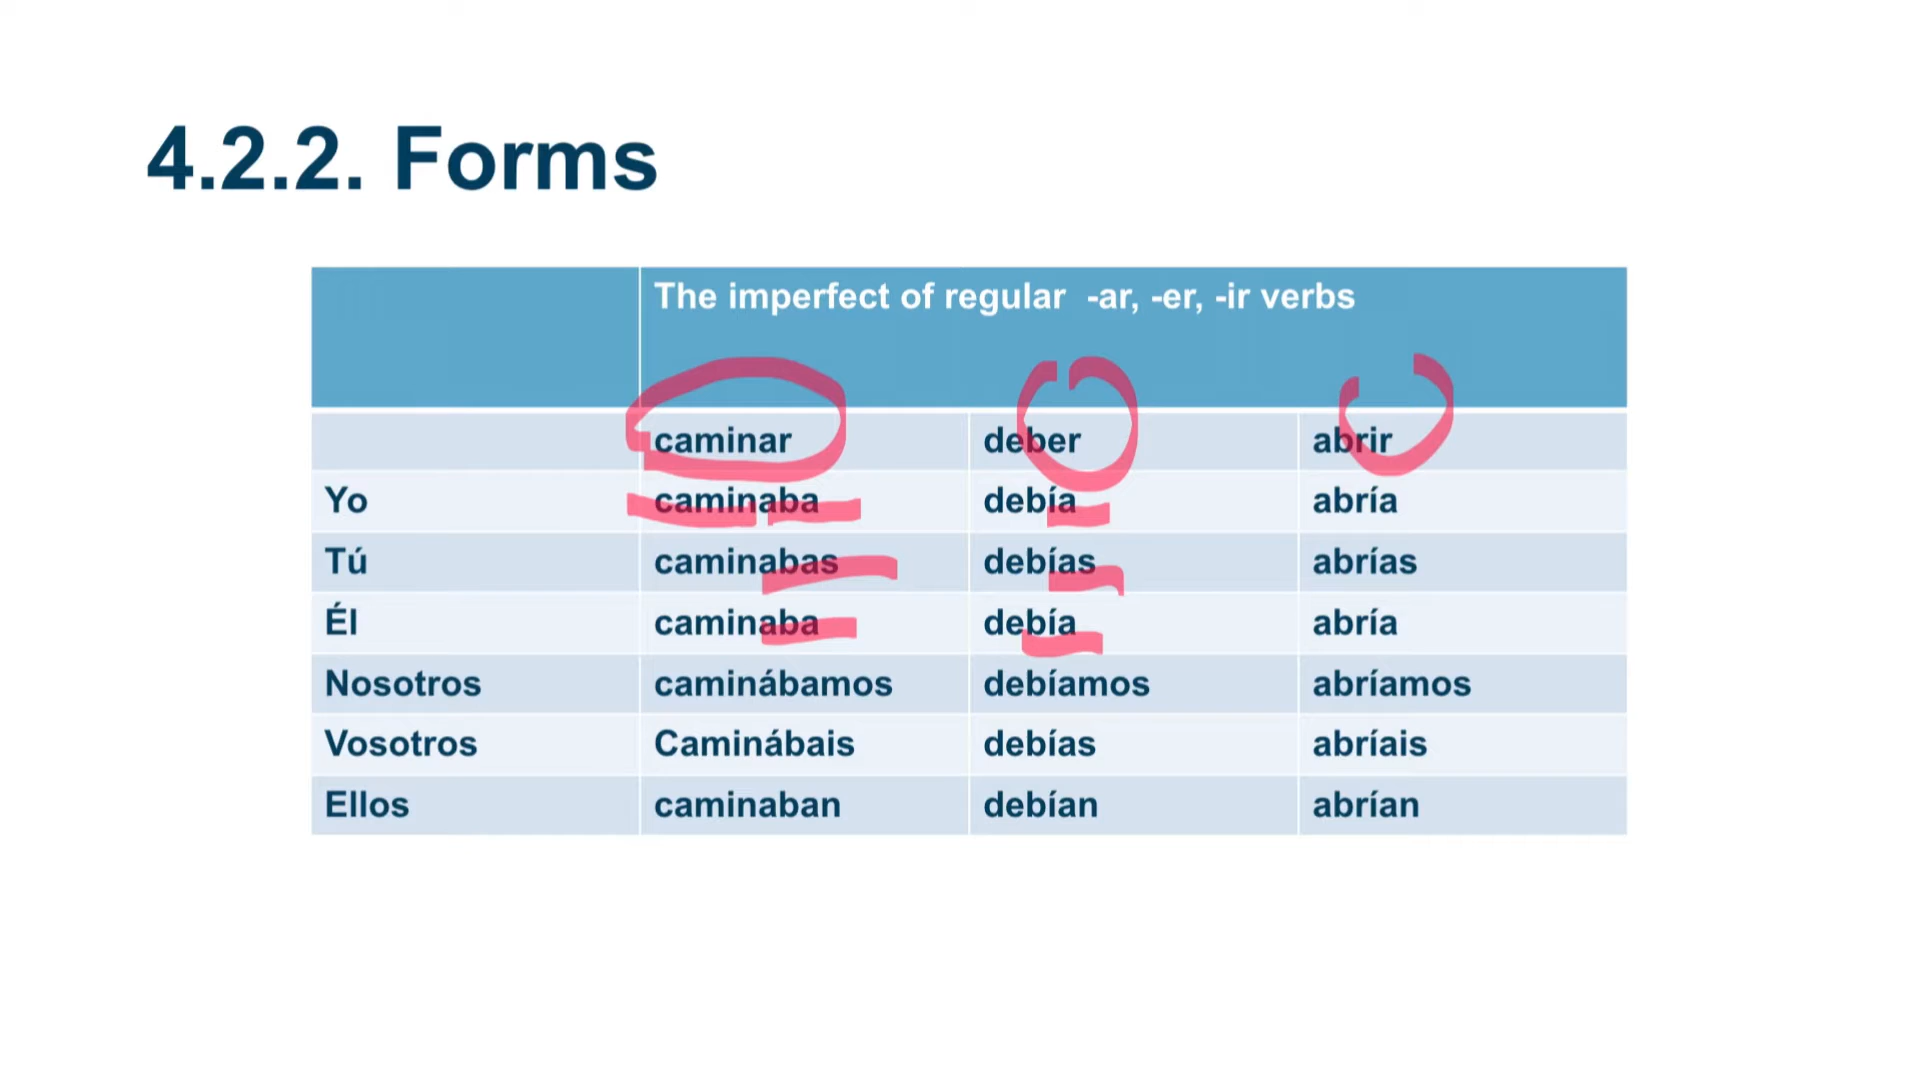 4.2.2. Forms
The imperfect of regular -ar, -er, -ir verbs
caminar deber abrir
Yo caminaba debía abría
Tú caminabas debías abrías
Él caminaba debía abría
Nosotros caminábamos debíamos abríamos
Vosotros Caminábais debías abríais
Ellos caminaban debían abrían